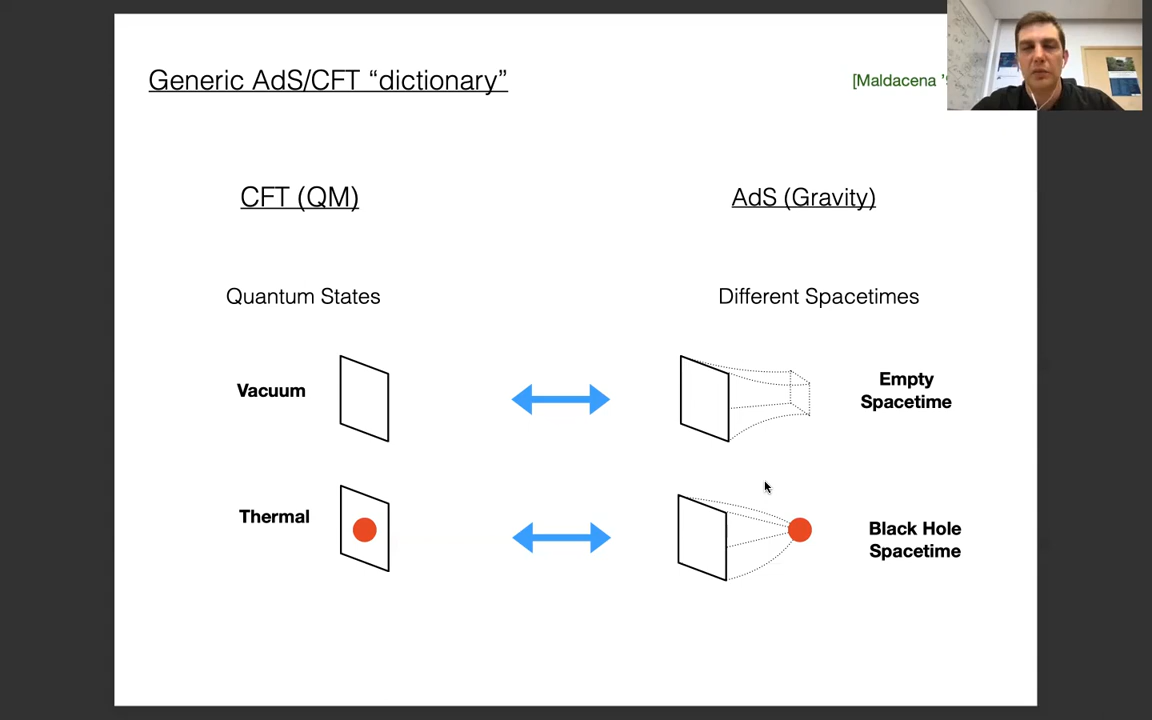 Generic AdS/CFT “dictionary”
[Maldacena
CFT (QM)
AdS (Gravity)
Quantum States
Different Spacetimes
Vacuum
Empty
Spacetime
Thermal
Black Hole
Spacetime